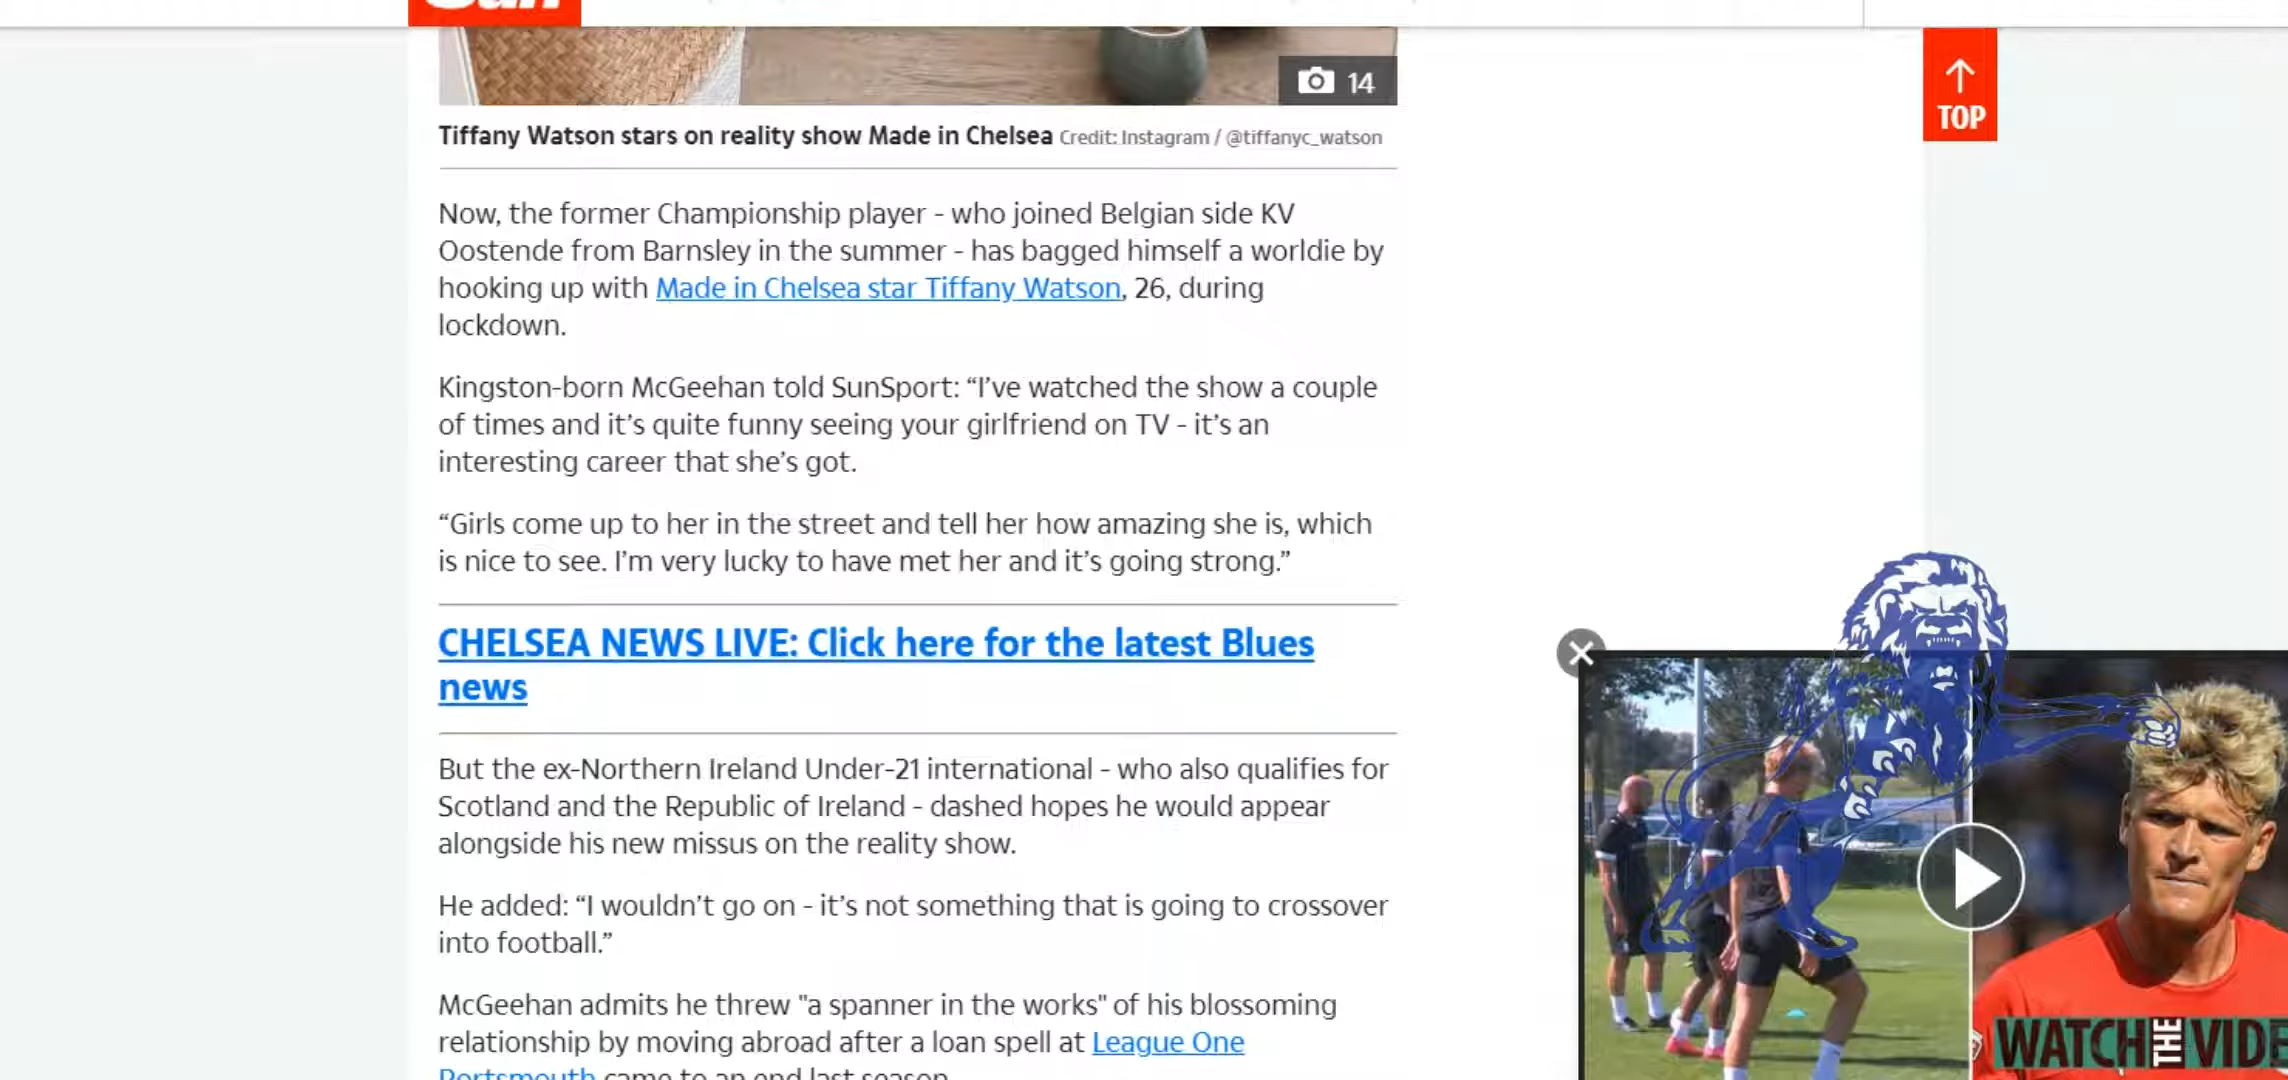 Sun
14
TOP
Tiffany Watson stars on reality show Made in Chelsea Credit: Instagram / @tiffanyc_watson
Now, the former Championship player - who joined Belgian side KV
Oostende from Barnsley in the summer - has bagged himself a worldie by
hooking up with Made in Chelsea star Tiffany Watson, 26, during
lockdown.
Kingston-born McGeehan told SunSport: “I’ve watched the show a couple
of times and it’s quite funny seeing your girlfriend on TV - it’s an
interesting career that she’s got.
“Girls come up to her in the street and tell her how amazing she is, which
is nice to see. I’m very lucky to have met her and it’s going strong.”
CHELSEA NEWS LIVE: Click here for the latest Blues
news
But the ex-Northern Ireland Under-21 international - who also qualifies for
Scotland and the Republic of Ireland - dashed hopes he would appear
alongside his new missus on the reality show.
He added: “I wouldn’t go on - it’s not something that is going to crossover
into football.”
McGeehan admits he threw "a spanner in the works" of his blossoming
relationship by moving abroad after a loan spell at League One
Portsmouth came to an end last season.
WATCH THE VIDE